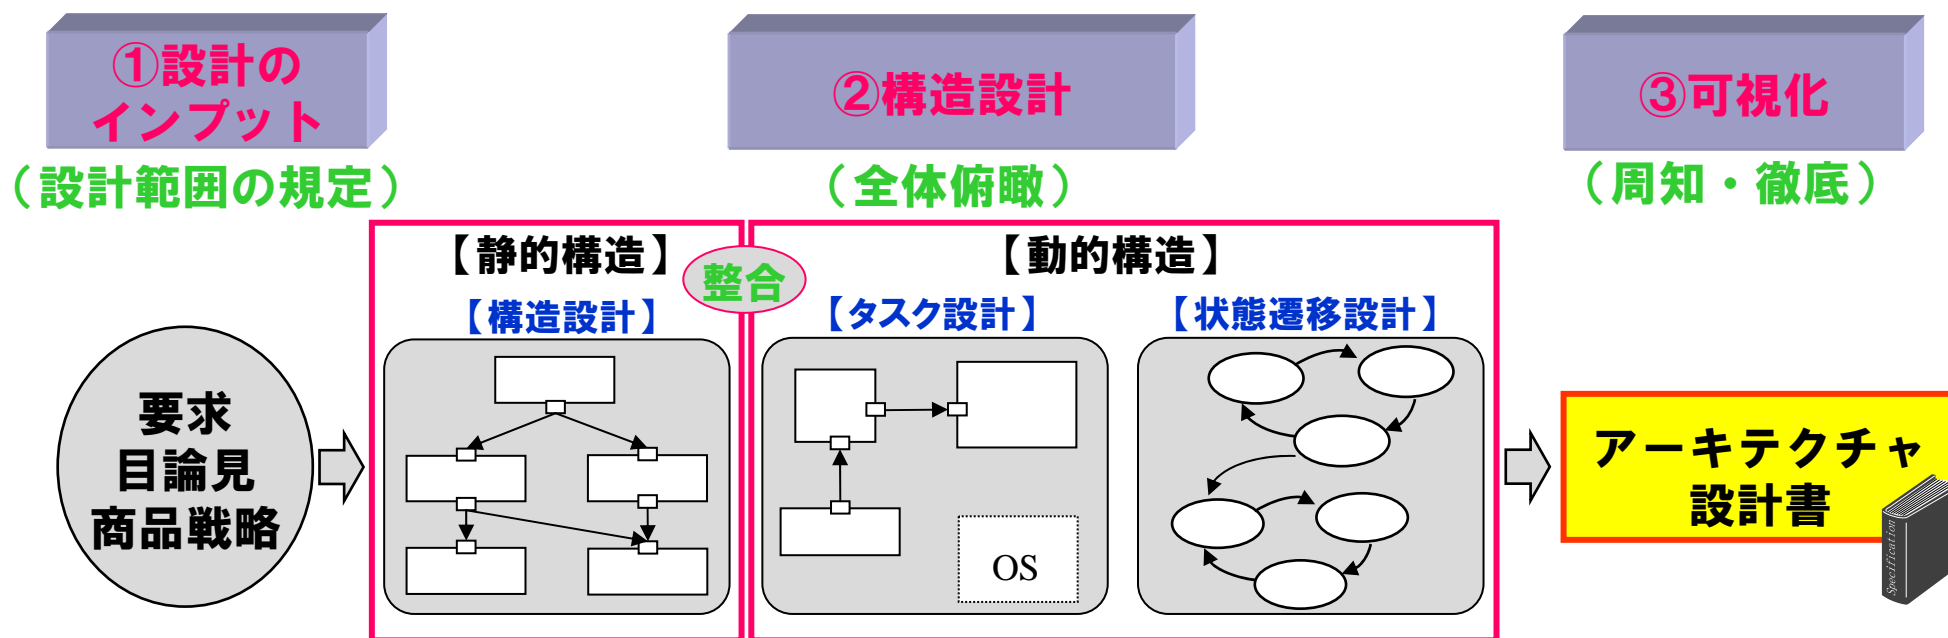 ①設計の
インプット
（設計範囲の規定）
②構造設計
（全体俯瞰）
③可視化
（周知・徹底）
【静的構造】
整合
【動的構造】
【構造設計】
【タスク設計】
【状態遷移設計】
要求
目論見
商品戦略
OS
アーキテクチャ
設計書
Specification